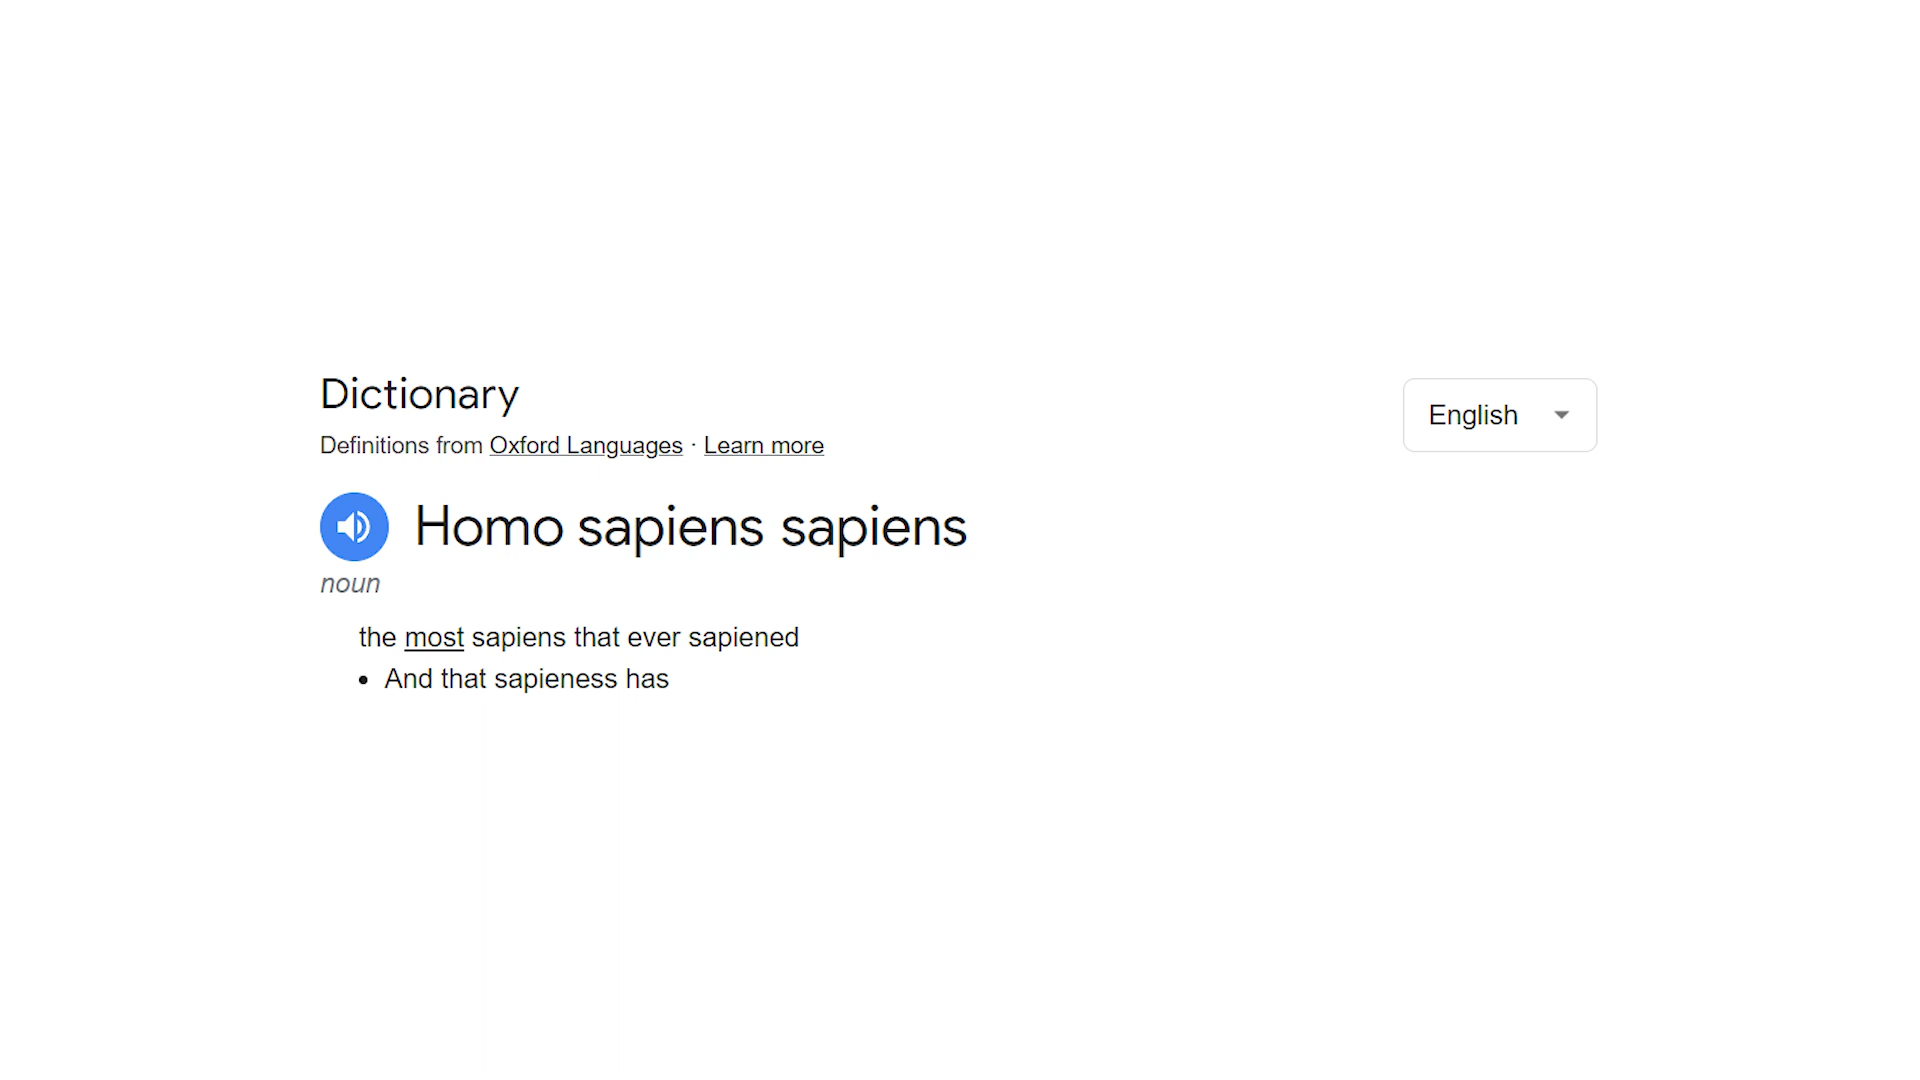 Dictionary
English
Definitions from Oxford Languages · Learn more
Homo sapiens sapiens
noun
the most sapiens that ever sapiened
• And that sapieness has